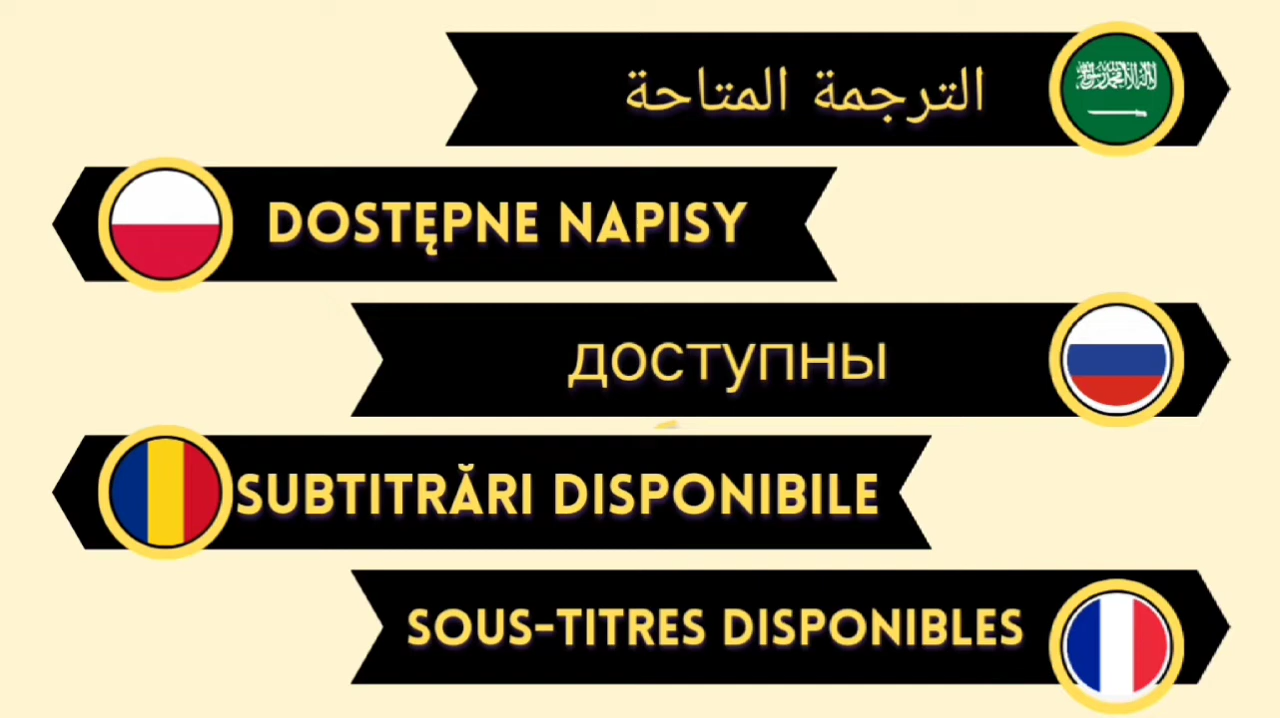 الترجمة المتاحة
DOSTĘPNE NAPISY
доступны
SUBTITRĂRI DISPONIBILE
SOUS-TITRES DISPONIBLES